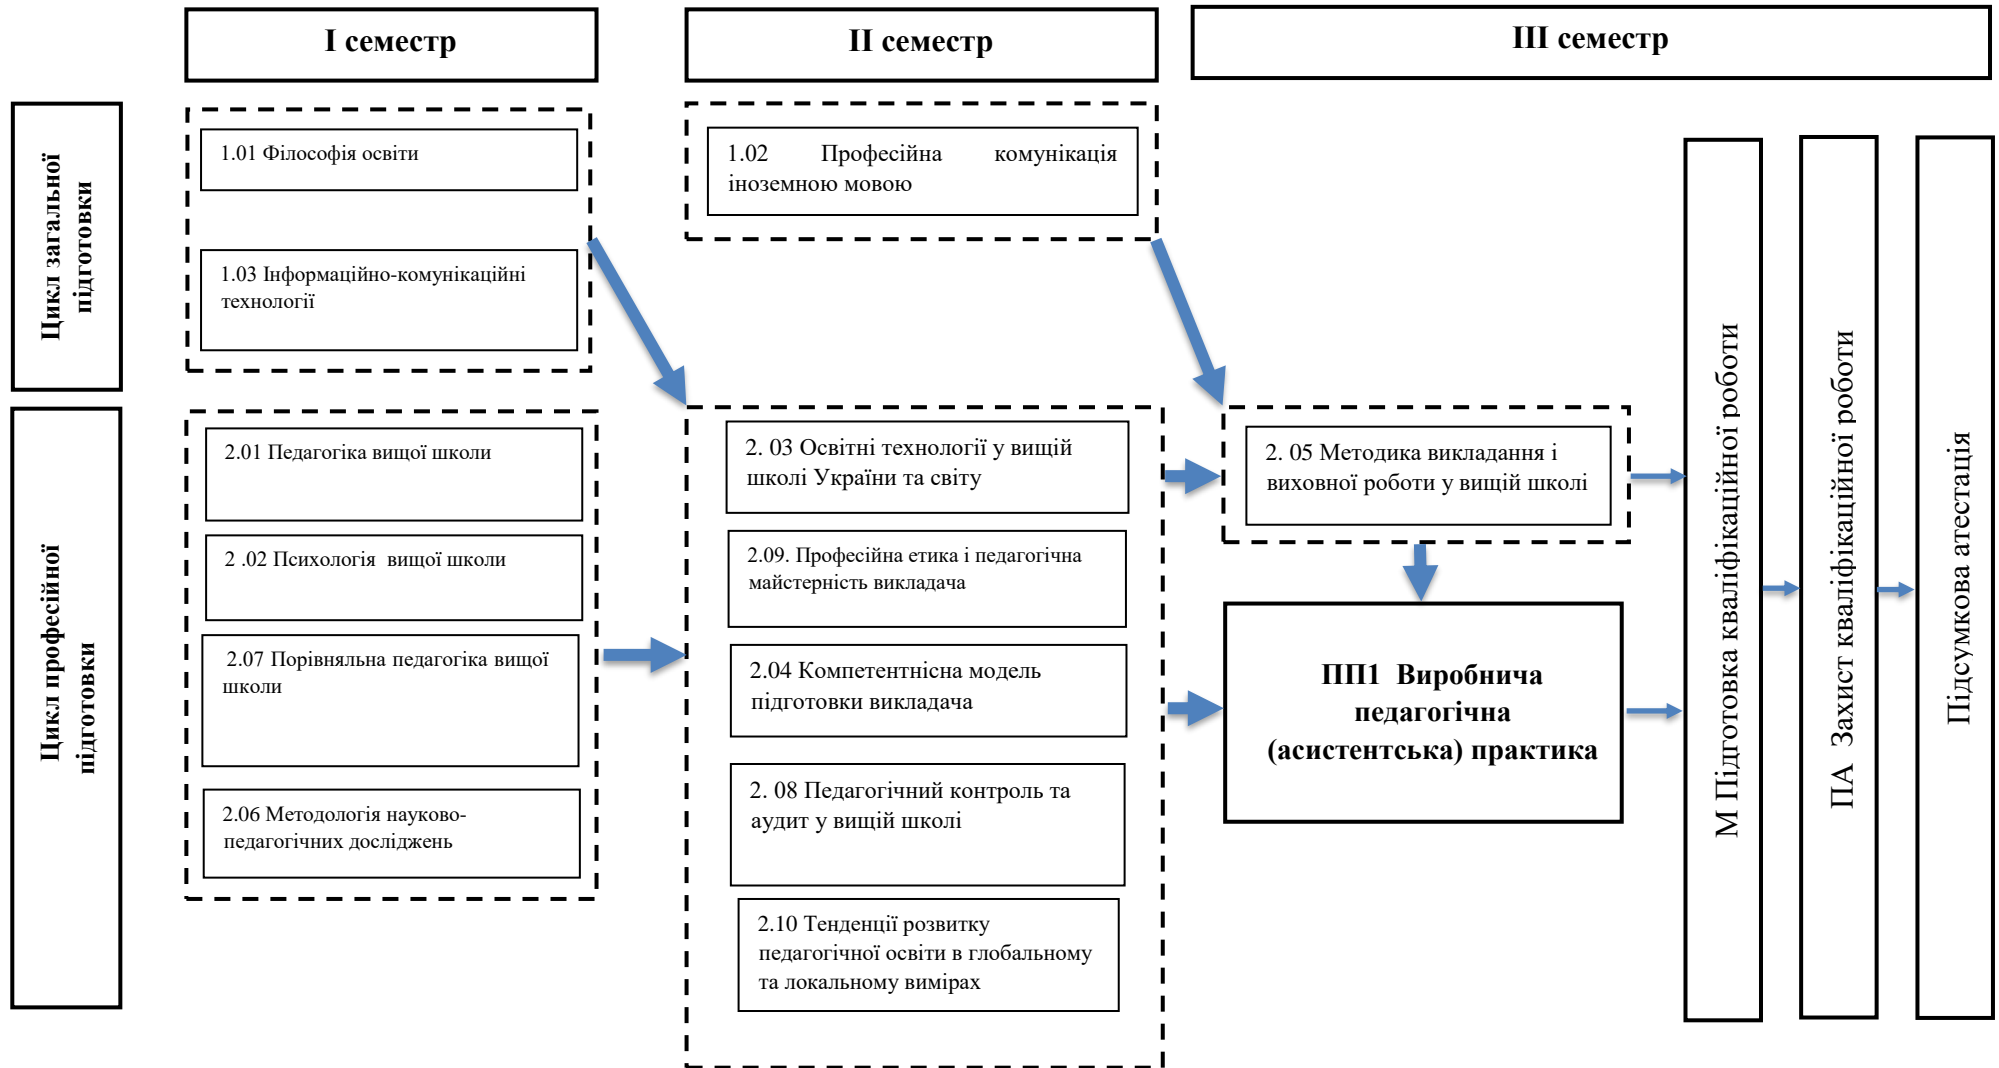 І семестр
ІІ семестр
ІІІ семестр
Цикл загальної
підготовки
1.01 Філософія освіти
1.03 Інформаційно-комунікаційні
технології
1.02 Професійна комунікація
іноземною мовою
Цикл професійної
підготовки
2.01 Педагогіка вищої школи
2 .02 Психологія вищої школи
2.07 Порівняльна педагогіка вищої
школи
2.06 Методологія науково-
педагогічних досліджень
2. 03 Освітні технології у вищій
школі України та світу
2.09. Професійна етика і педагогічна
майстерність викладача
2.04 Компетентнісна модель
підготовки викладача
2. 08 Педагогічний контроль та
аудит у вищій школі
2.10 Тенденції розвитку
педагогічної освіти в глобальному
та локальному вимірах
2. 05 Методика викладання і
виховної роботи у вищій школі
ПП1 Виробнича
педагогічна
(асистентська) практика
М Підготовка кваліфікаційної роботи
ПА Захист кваліфікаційної роботи
Підсумкова атестація